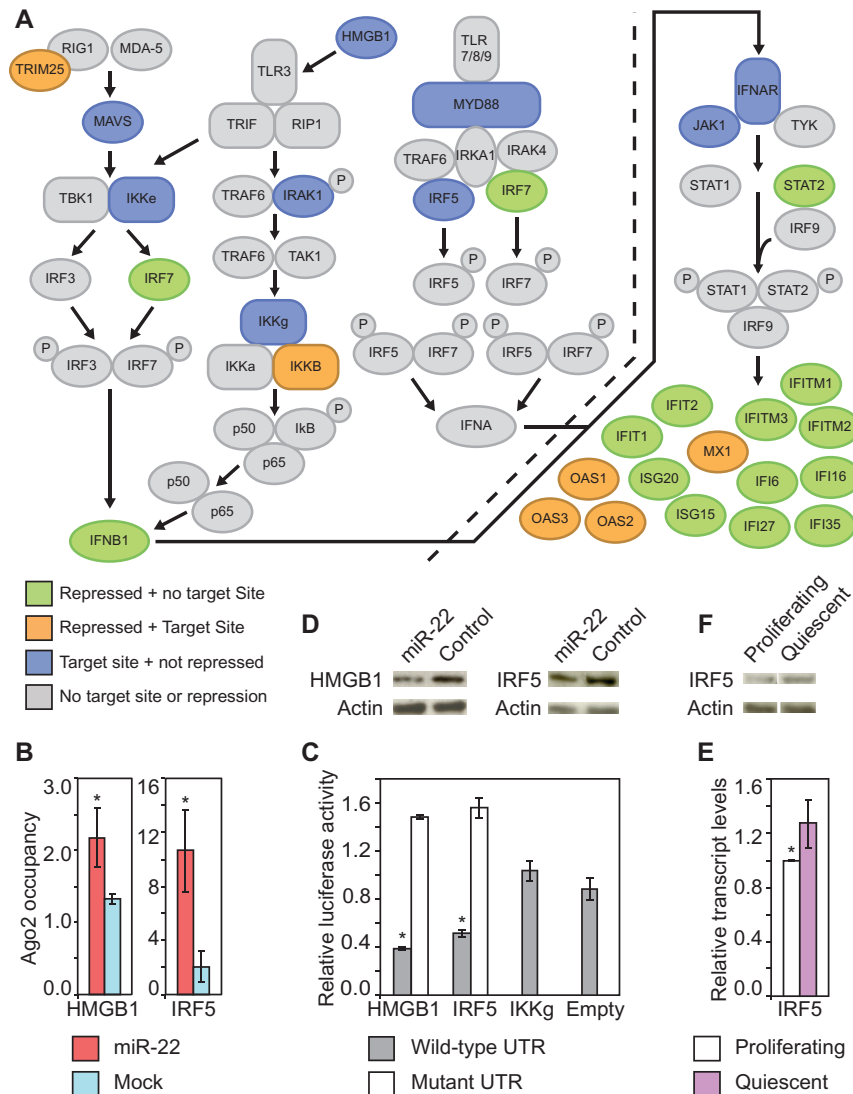 A
RIG1
MDA-5
TRIM25
MAVS
TBK1
IKKe
IRF3
IRF7
P
IRF3
IRF7
P
IFNB1
HMGB1
TLR3
TRIF
RIP1
TRAF6
IRAK1
P
TRAF6
TAK1
IKKg
IKKa
IKKB
p50
IkB
P
p65
p50
p65
TLR
7/8/9
MYD88
TRAF6
IRKA1
IRAK4
IRF5
IRF7
P
IRF5
P
IRF7
P
IRF5
IRF7
P
P
IRF5
IRF7
P
IFNA
IFNAR
JAK1
TYK
STAT1
STAT2
IRF9
P
STAT1
STAT2
P
IRF9
IFITM1
IFIT2
IFITM3
IFITM2
IFIT1
MX1
OAS1
ISG20
IFI6
IFI16
OAS3
OAS2
ISG15
IFI27
IFI35
Repressed + no target Site
Repressed + Target Site
Target site + not repressed
No target site or repression
D
miR-22
Control
HMGB1
Actin
miR-22
Control
IRF5
Actin
F
Proliferating
Quiescent
IRF5
Actin
B
Ago2 occupancy
3.0
2.0
1.0
0.0
*
HMGB1
16
12
8
4
2
0
*
IRF5
miR-22
Mock
C
Relative luciferase activity
1.6
1.0
0.4
0.0
*
*
HMGB1
IRF5
IKKg
Empty
Wild-type UTR
Mutant UTR
E
Relative transcript levels
1.6
1.2
1.0
0.8
0.4
0.0
*
IRF5
Proliferating
Quiescent